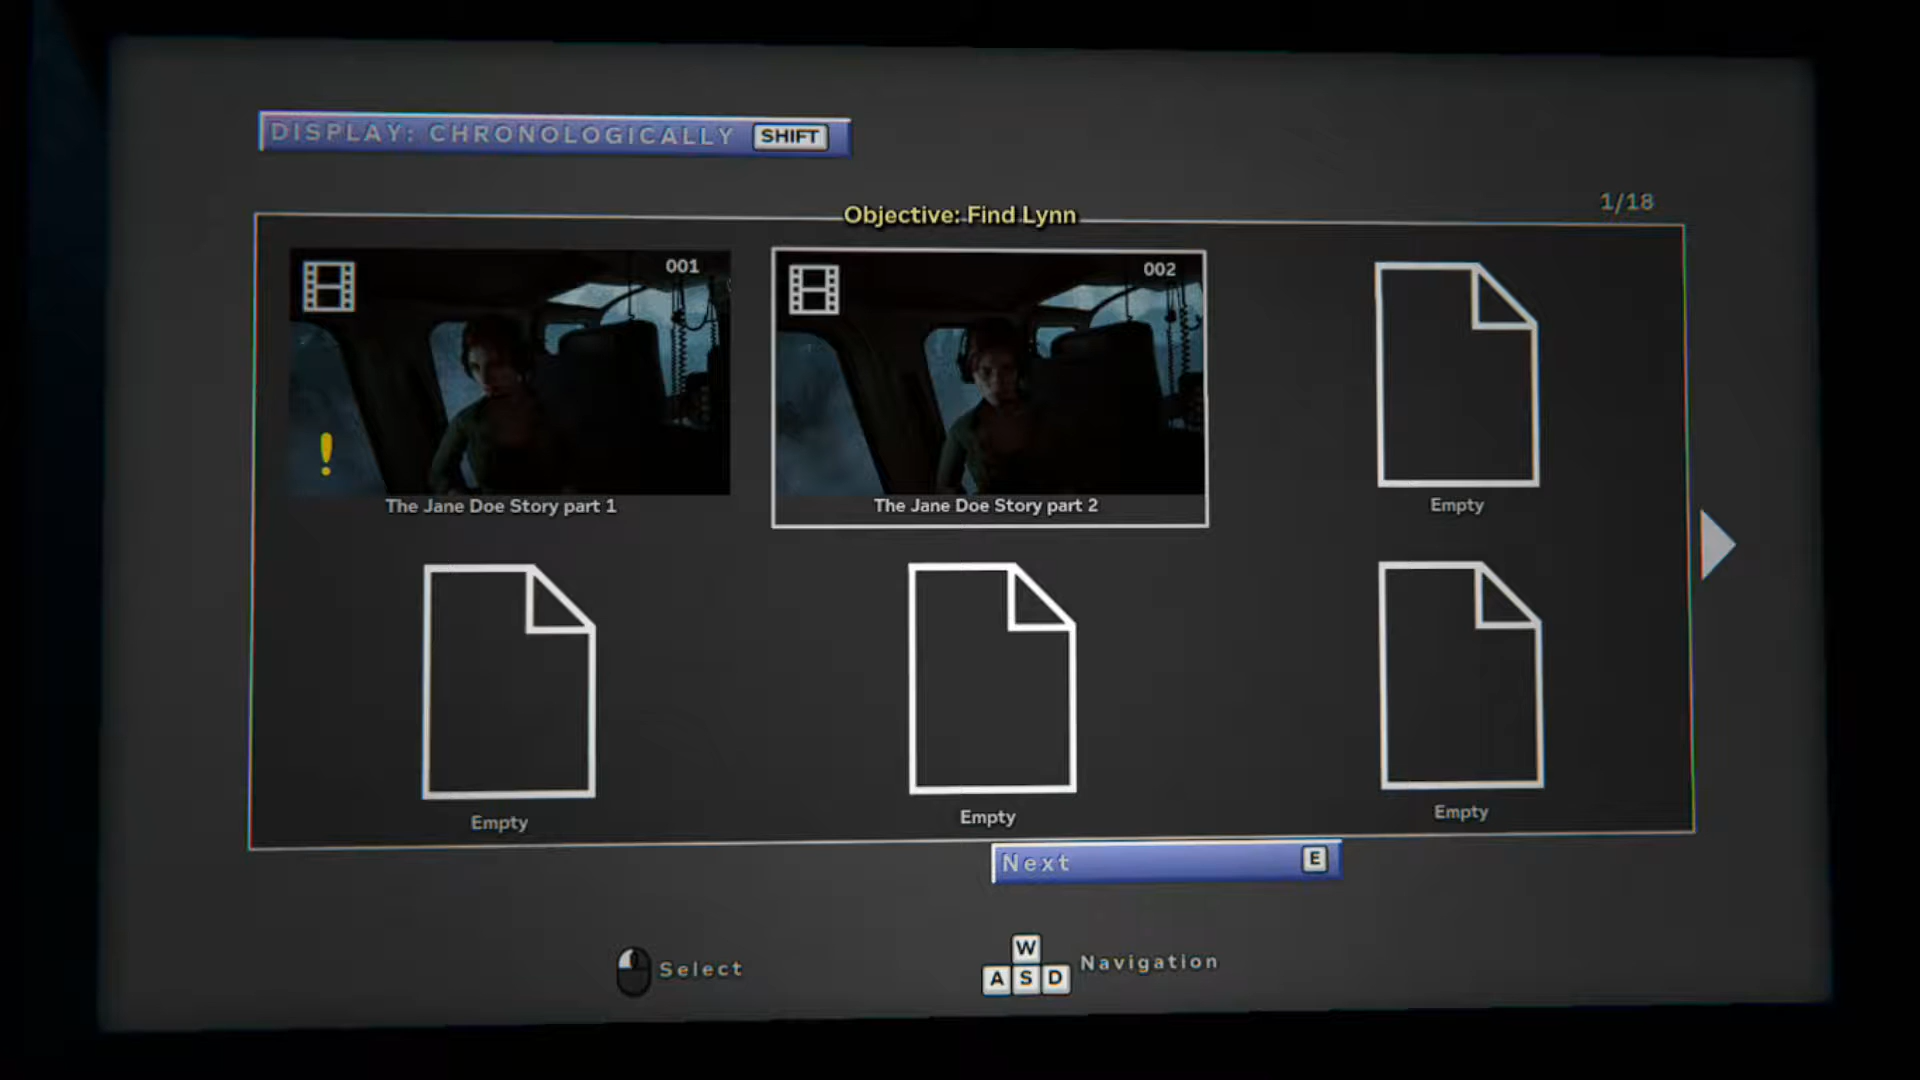 DISPLAY: CHRONOLOGICALLY SHIFT
1/18
Objective: Find Lynn
001
002
The Jane Doe Story part 1
The Jane Doe Story part 2
Empty
Empty
Empty
Empty
Next E
Select
W
A S D
Navigation